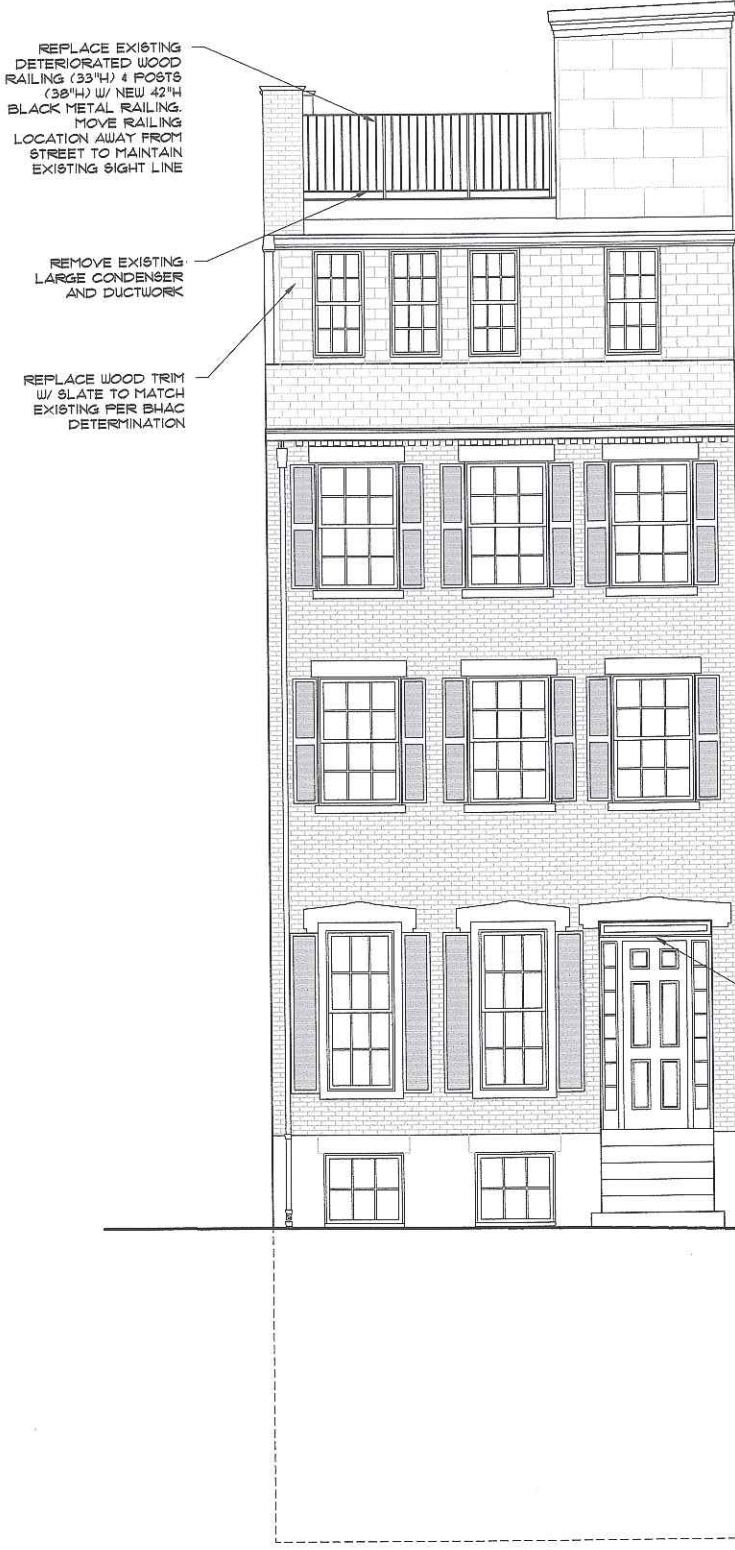 REPLACE EXISTING
DETERIORATED WOOD
RAILING (33"H) & POSTS
(38"H) W/ NEW 42"H
BLACK METAL RAILING.
MOVE RAILING
LOCATION AWAY FROM
STREET TO MAINTAIN
EXISTING SIGHT LINE
REMOVE EXISTING
LARGE CONDENSER
AND DUCTWORK
REPLACE WOOD TRIM
W/ SLATE TO MATCH
EXISTING PER BHAC
DETERMINATION